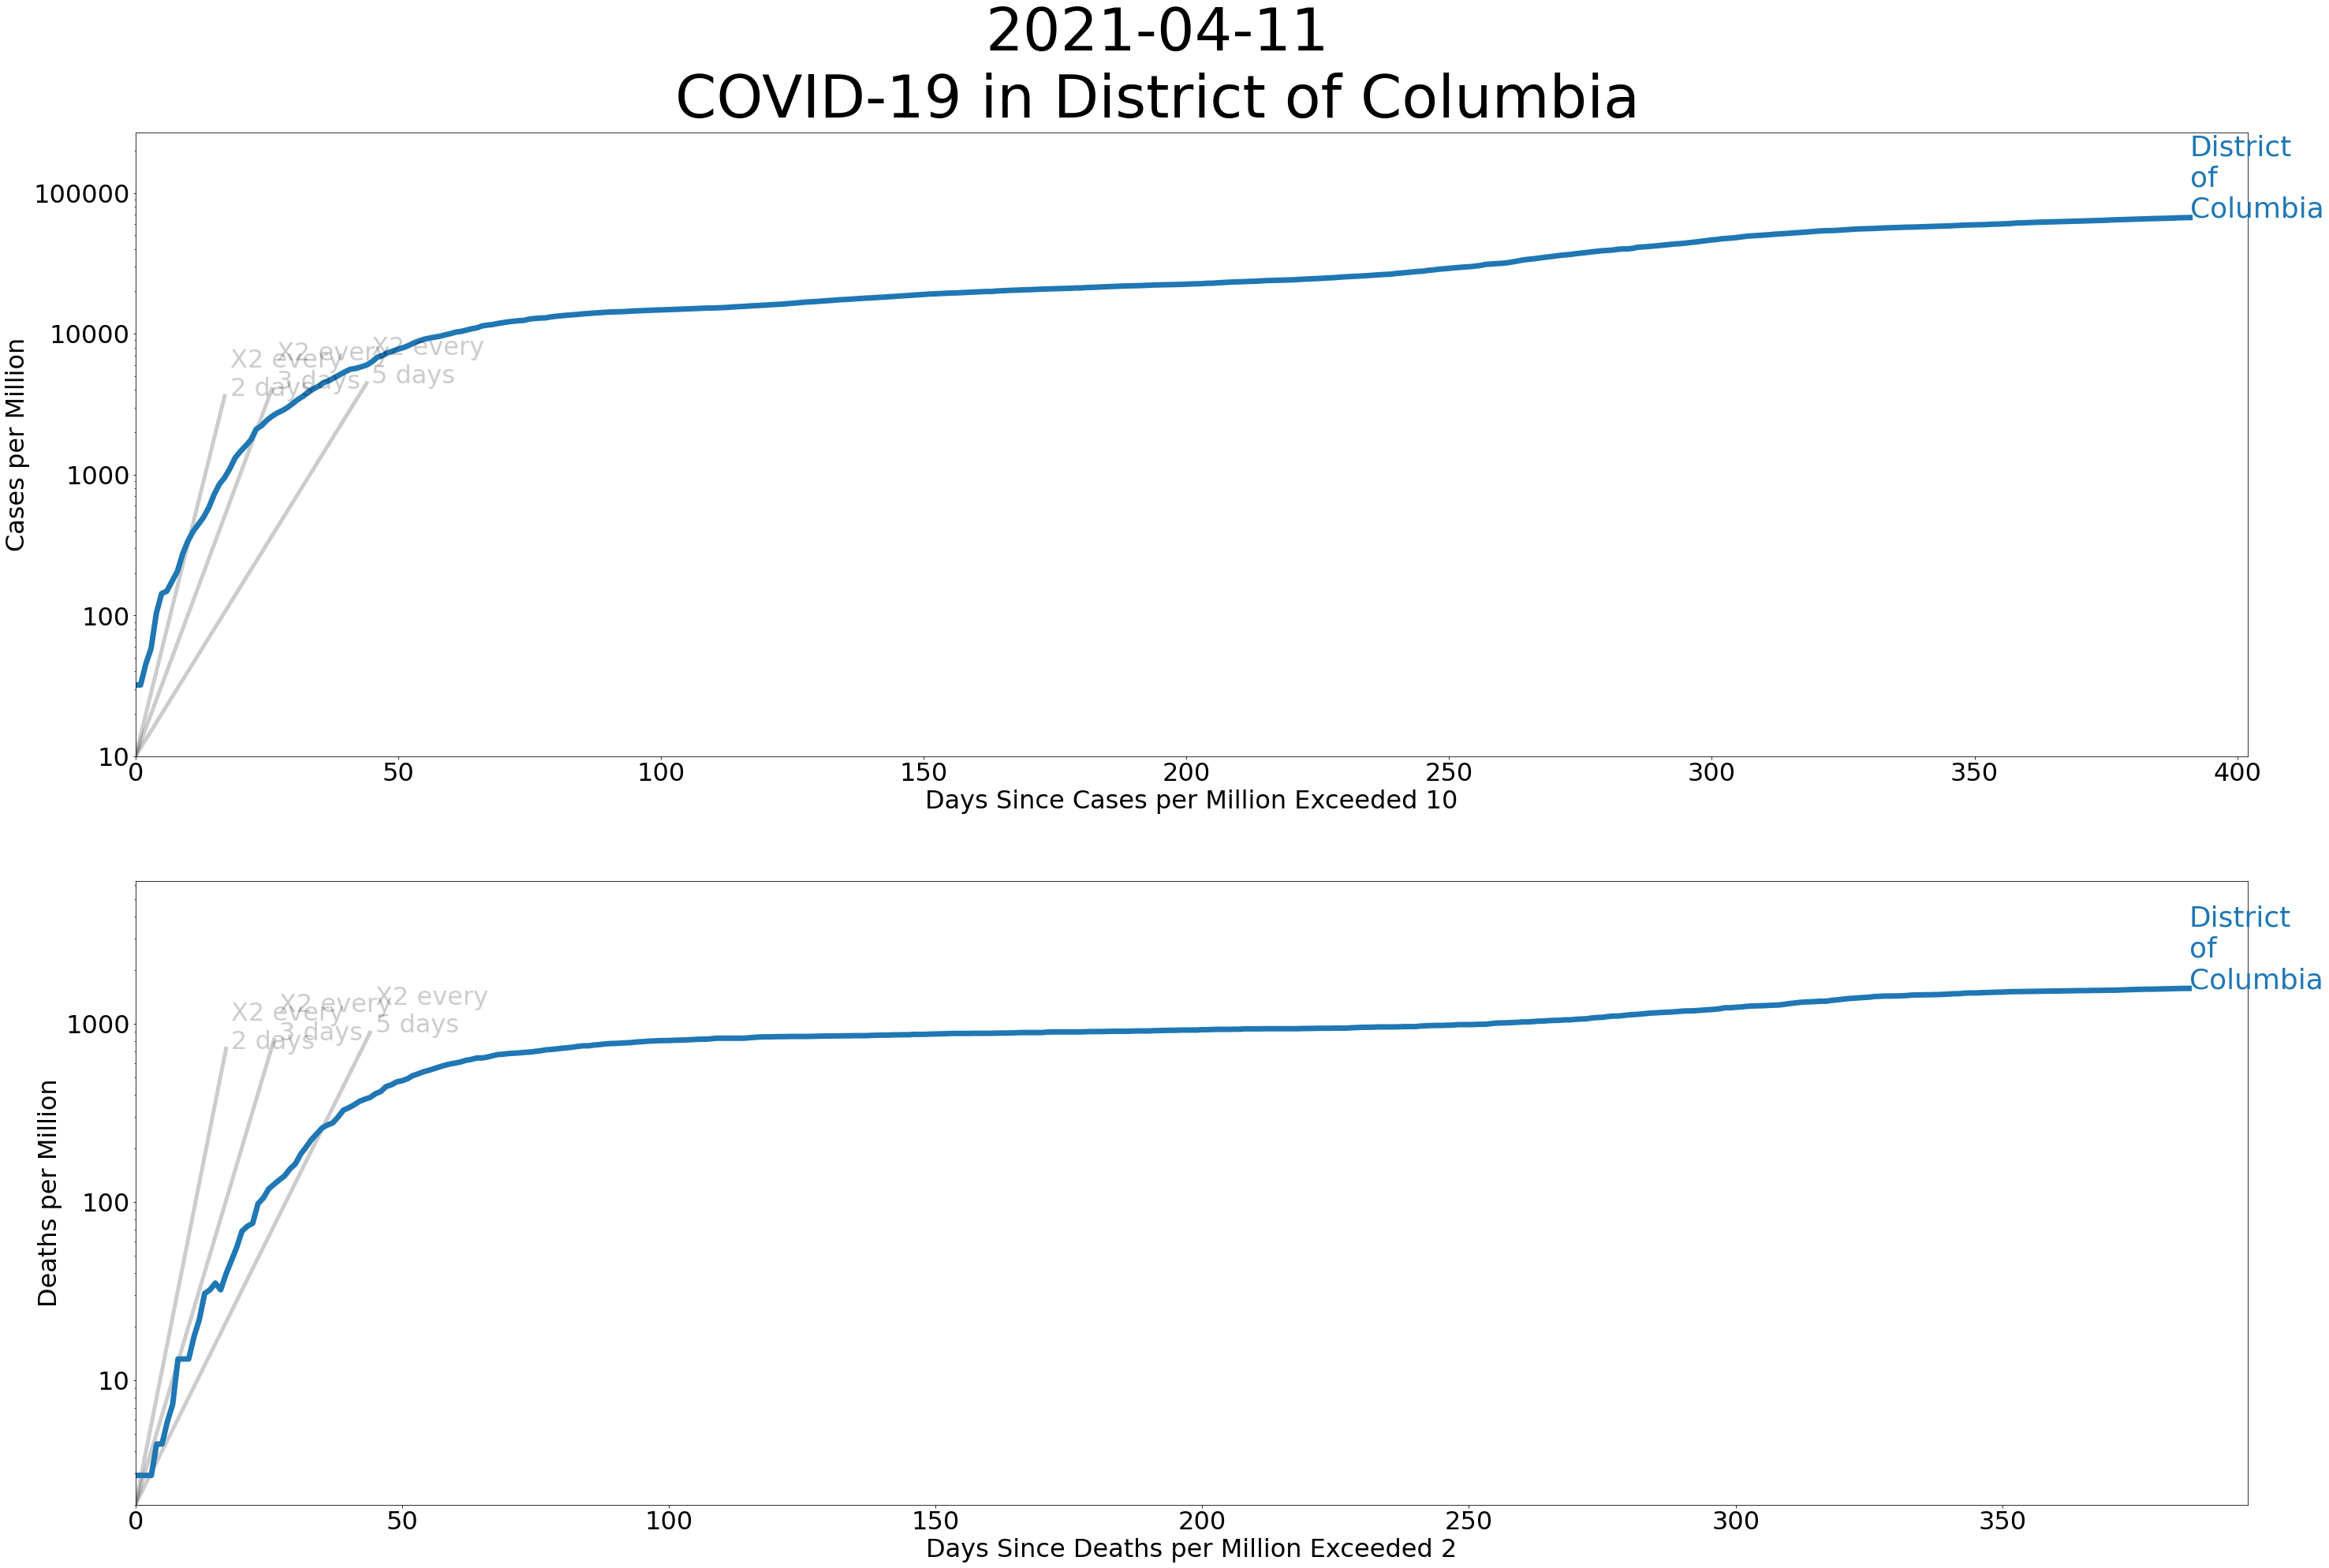 2021-04-11
COVID-19 in District of Columbia
District
of
Columbia
100000
10000
1000
100
10
Cases per Million
X2 every
2 days
X2 every
3 days
X2 every
5 days
0
50
100
150
200
250
300
350
400
Days Since Cases per Million Exceeded 10
District
of
Columbia
1000
100
10
Deaths per Million
X2 every
2 days
X2 every
3 days
X2 every
5 days
0
50
100
150
200
250
300
350
Days Since Deaths per Million Exceeded 2